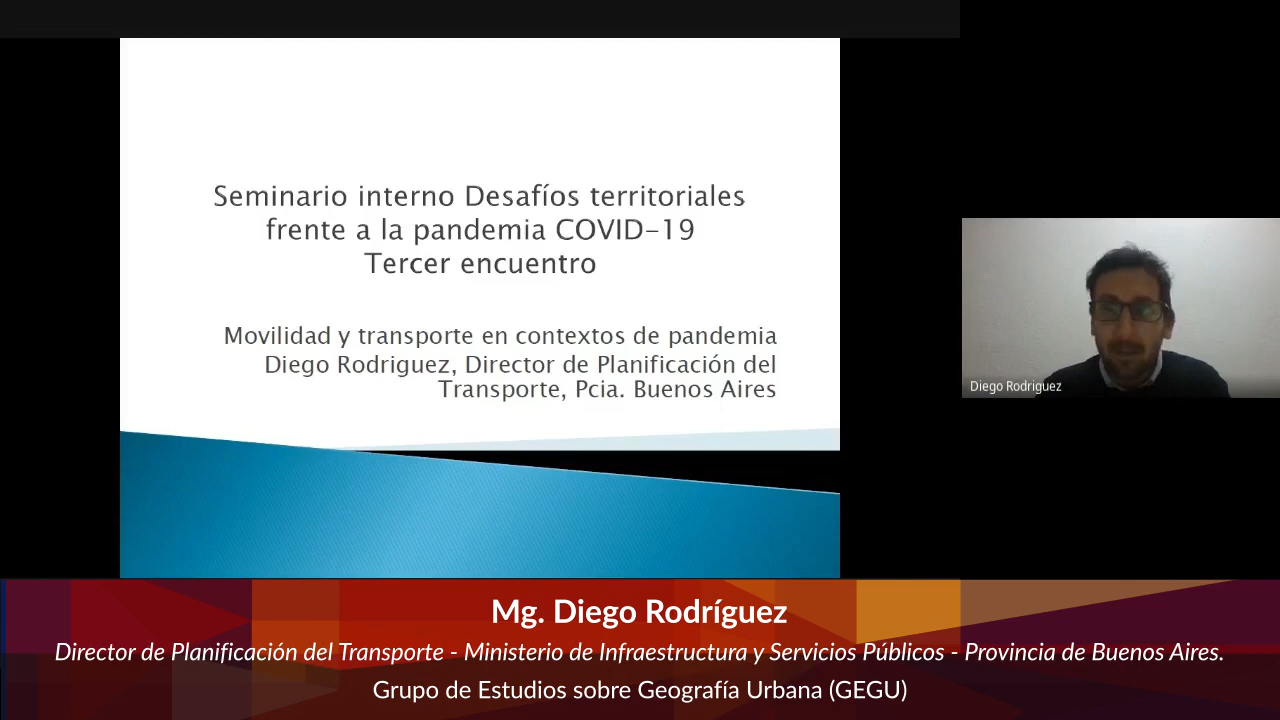 Seminario interno Desafíos territoriales
frente a la pandemia COVID-19
Tercer encuentro
Movilidad y transporte en contextos de pandemia
Diego Rodriguez, Director de Planificación del
Transporte, Pcia. Buenos Aires
Diego Rodriguez
Mg. Diego Rodríguez
Director de Planificación del Transporte - Ministerio de Infraestructura y Servicios Públicos - Provincia de Buenos Aires.
Grupo de Estudios sobre Geografía Urbana (GEGU)